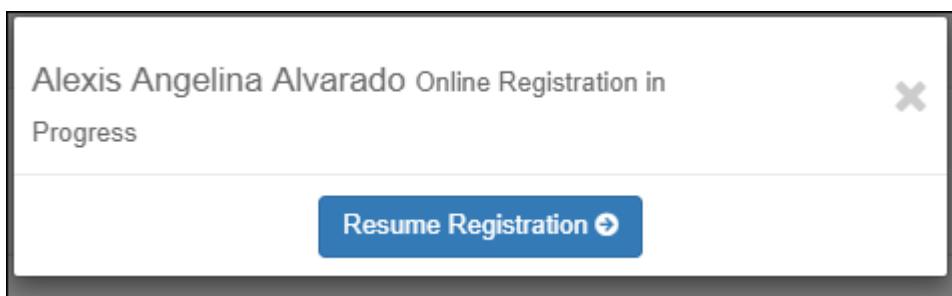 Alexis Angelina Alvarado Online Registration in
Progress
Resume Registration